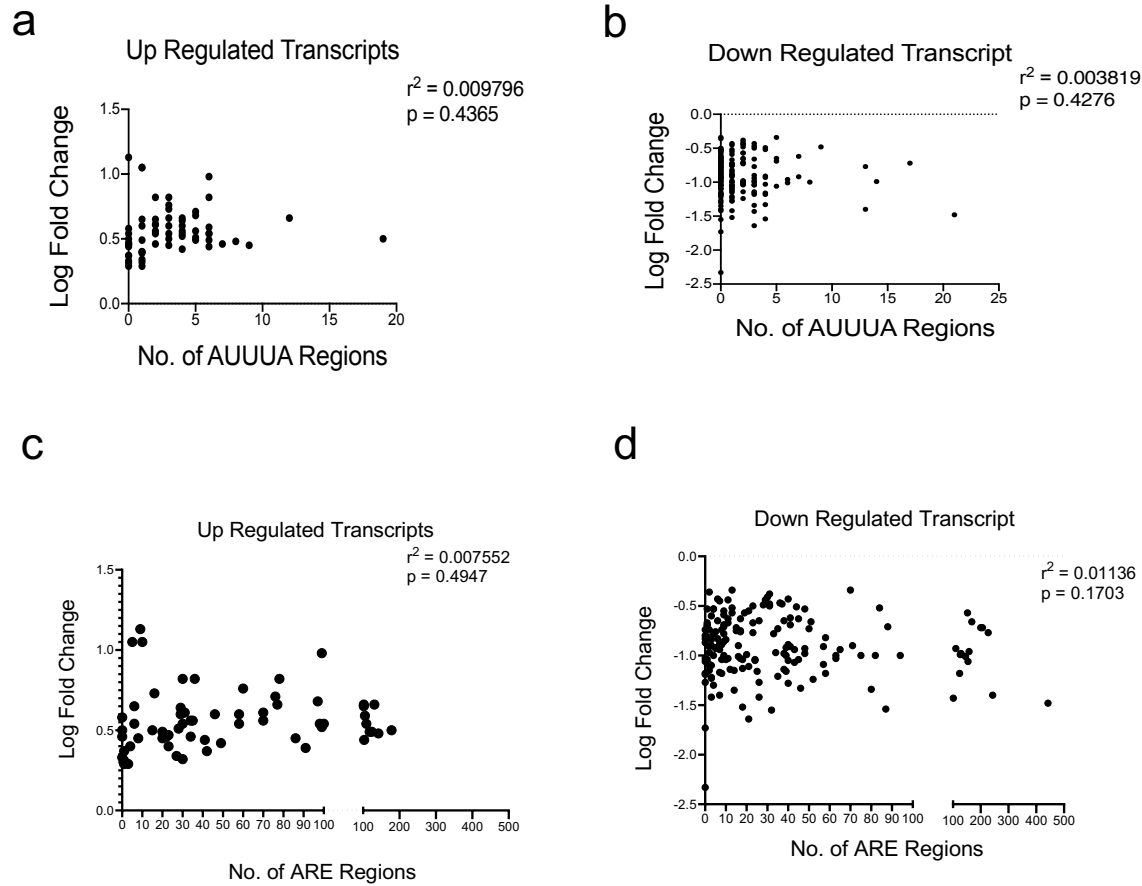 a
Up Regulated Transcripts
r² = 0.009796
p = 0.4365
1.5
1.0
0.5
0.0
Log Fold Change
0 5 10 15 20
No. of AUUUA Regions
b
Down Regulated Transcript
r² = 0.003819
p = 0.4276
0.0
-0.5
-1.0
-1.5
-2.0
-2.5
Log Fold Change
0 5 10 15 20 25
No. of AUUUA Regions
c
Up Regulated Transcripts
r² = 0.007552
p = 0.4947
1.5
1.0
0.5
0.0
Log Fold Change
0 10 20 30 40 50 60 70 80 90 100 100 200 300 400 500
No. of ARE Regions
d
Down Regulated Transcript
r² = 0.01136
p = 0.1703
0.0
-0.5
-1.0
-1.5
-2.0
-2.5
Log Fold Change
0 10 20 30 40 50 60 70 80 90 100 100 200 300 400 500
No. of ARE Regions